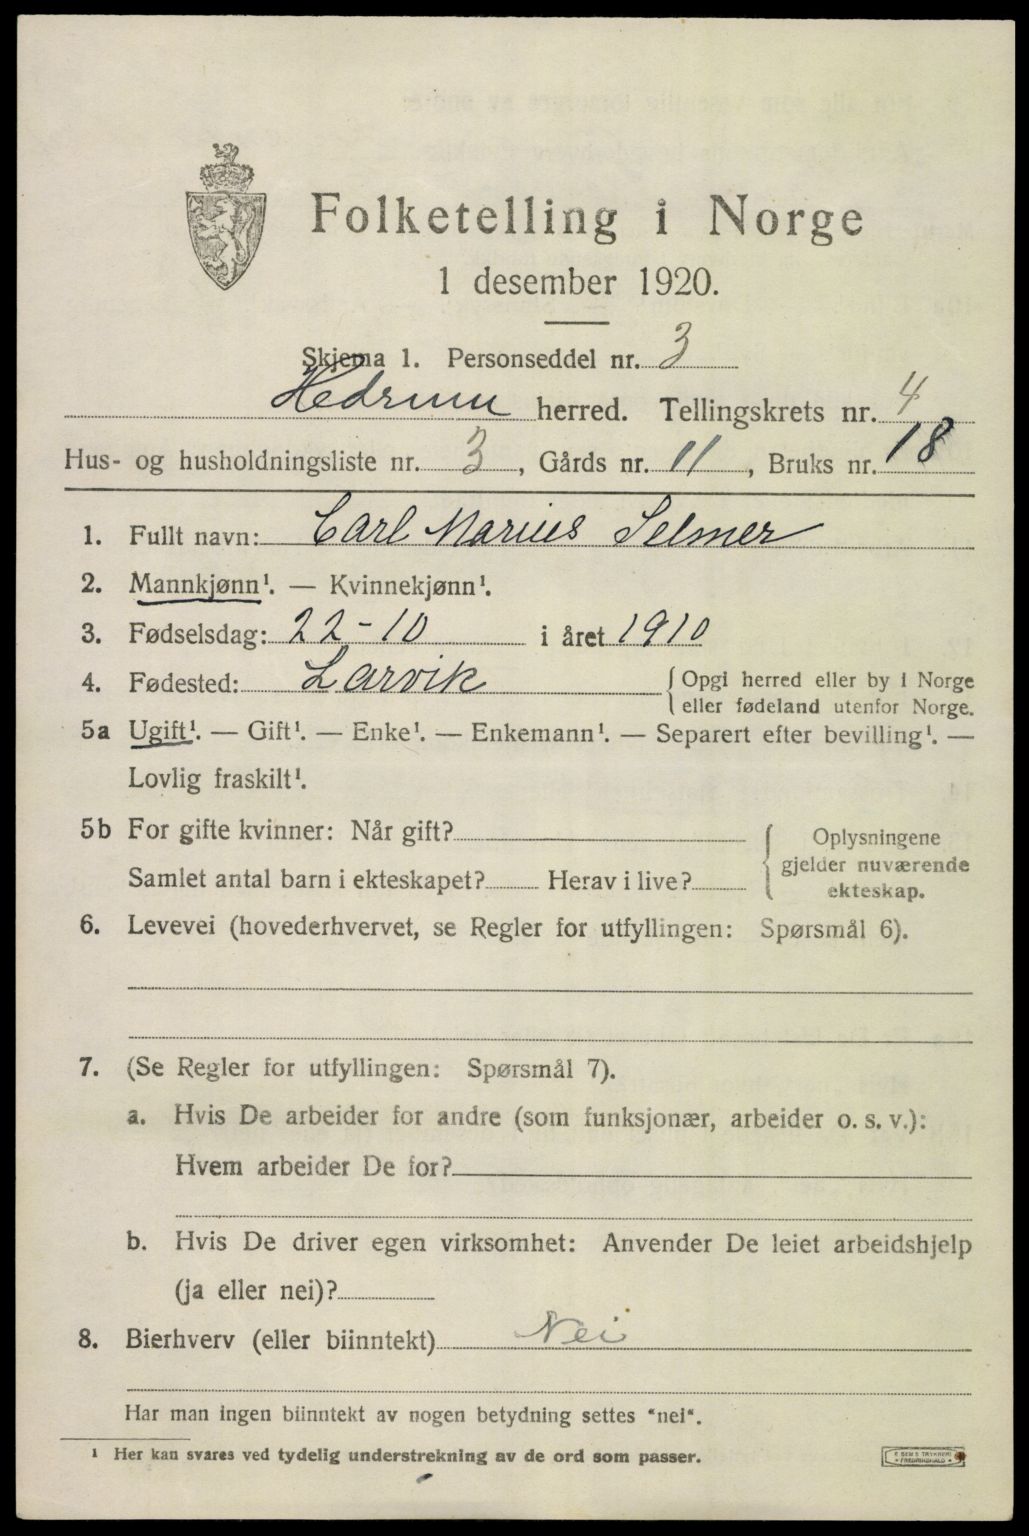 Folketelling i Norge
1 desember 1920.
Skjema 1. Personseddel nr. 3
Hedrum herred. Tellingskrets nr. 4
Hus- og husholdningsliste nr. 3, Gårds nr. 11, Bruks nr. 18
1. Fullt navn: Carl Marius Selmer
2. Mannkjønn¹. — Kvinnekjønn¹.
3. Fødselsdag: 22-10 i året 1910
4. Fødested: Larvik { Opgi herred eller by i Norge
eller fødeland utenfor Norge.
5a Ugift¹. — Gift¹. — Enke¹. — Enkemann¹. — Separert efter bevilling¹. —
Lovlig fraskilt¹.
5b For gifte kvinner: Når gift?
Samlet antal barn i ekteskapet? Herav i live?
Oplysningene
gjelder nuværende
ekteskap.
6. Levevei (hovederhvervet, se Regler for utfyllingen: Spørsmål 6).
7. (Se Regler for utfyllingen: Spørsmål 7).
a. Hvis De arbeider for andre (som funksjonær, arbeider o. s. v.):
Hvem arbeider De for?
b. Hvis De driver egen virksomhet: Anvender De leiet arbeidshjelp
(ja eller nei)?
8. Bierhverv (eller biinntekt) Nei
Har man ingen biinntekt av nogen betydning settes "nei".
¹ Her kan svares ved tydelig understrekning av de ord som passer.
E SEM'S TRYKKERI
FREDRIKSHALD